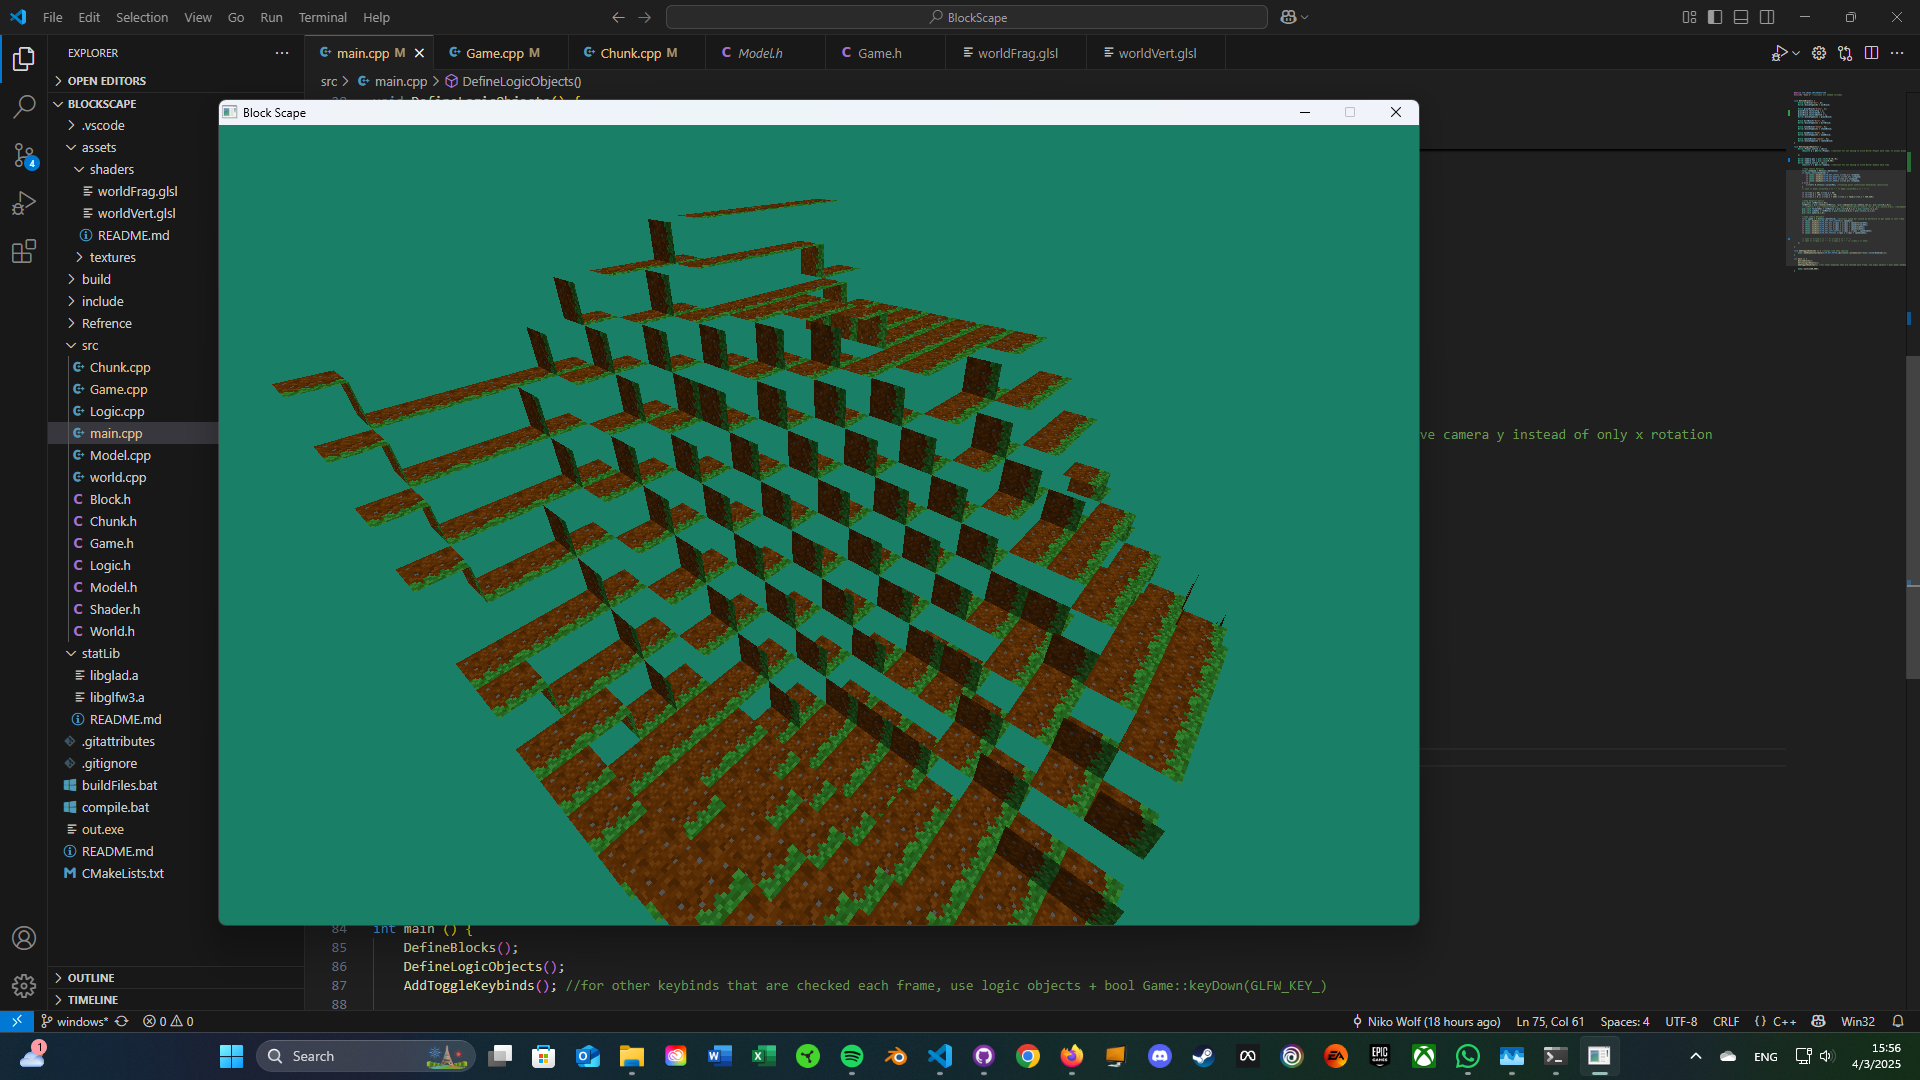 File Edit Selection View Go Run Terminal Help
BlockScape
EXPLORER
main.cpp M
Game.cpp M
Chunk.cpp M
Model.h
Game.h
worldFrag.glsl
worldVert.glsl
OPEN EDITORS
src > main.cpp > DefineLogicObjects()
BLOCKSCAPE
.vscode
assets
shaders
worldFrag.glsl
worldVert.glsl
README.md
textures
build
include
Refrence
src
Chunk.cpp
Game.cpp
Logic.cpp
main.cpp
Model.cpp
world.cpp
Block.h
Chunk.h
Game.h
Logic.h
Model.h
Shader.h
World.h
statLib
libglad.a
libglfw3.a
README.md
.gitattributes
.gitignore
buildFiles.bat
compile.bat
out.exe
README.md
CMakeLists.txt
OUTLINE
TIMELINE
Block Scape
ve camera y instead of only x rotation
84 int main () {
85 DefineBlocks();
86 DefineLogicObjects();
87 AddToggleKeybinds(); //for other keybinds that are checked each frame, use logic objects + bool Game::keyDown(GLFW_KEY_)
88
4
windows* 0 0
Niko Wolf (18 hours ago) Ln 75, Col 61 Spaces: 4 UTF-8 CRLF {} C++ Win32
1
Search
ENG
15:56
4/3/2025